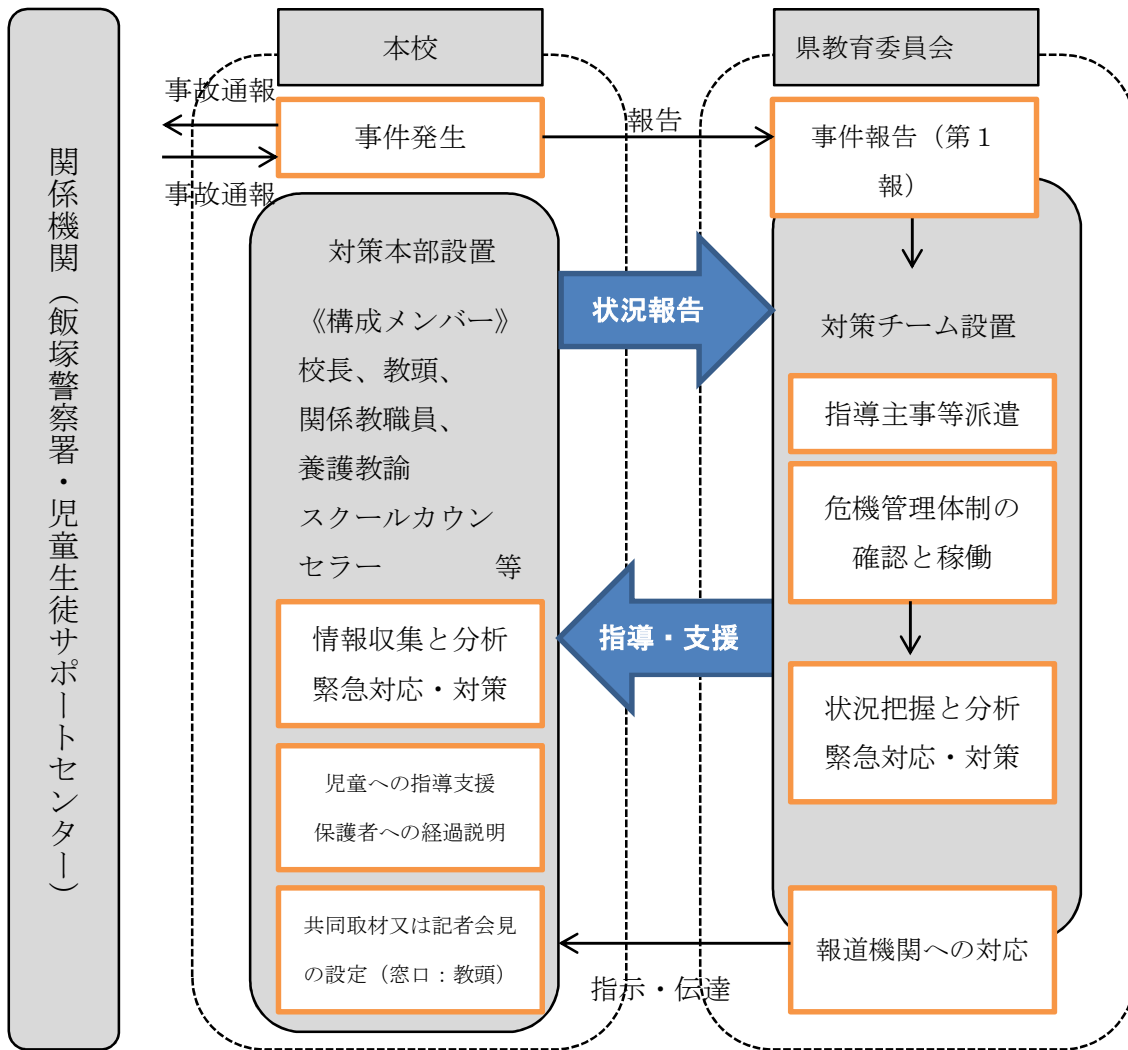 関係機関（飯塚警察署・児童生徒サポートセンター）
本校
事故通報
事件発生
事故通報
報告
対策本部設置
《構成メンバー》
校長、教頭、
関係教職員、
養護教諭
スクールカウン
セラー　　　　等
情報収集と分析
緊急対応・対策
児童への指導支援
保護者への経過説明
共同取材又は記者会見
の設定（窓口：教頭）
状況報告
指導・支援
指示・伝達
県教育委員会
事件報告（第１
報）
対策チーム設置
指導主事等派遣
危機管理体制の
確認と稼働
状況把握と分析
緊急対応・対策
報道機関への対応